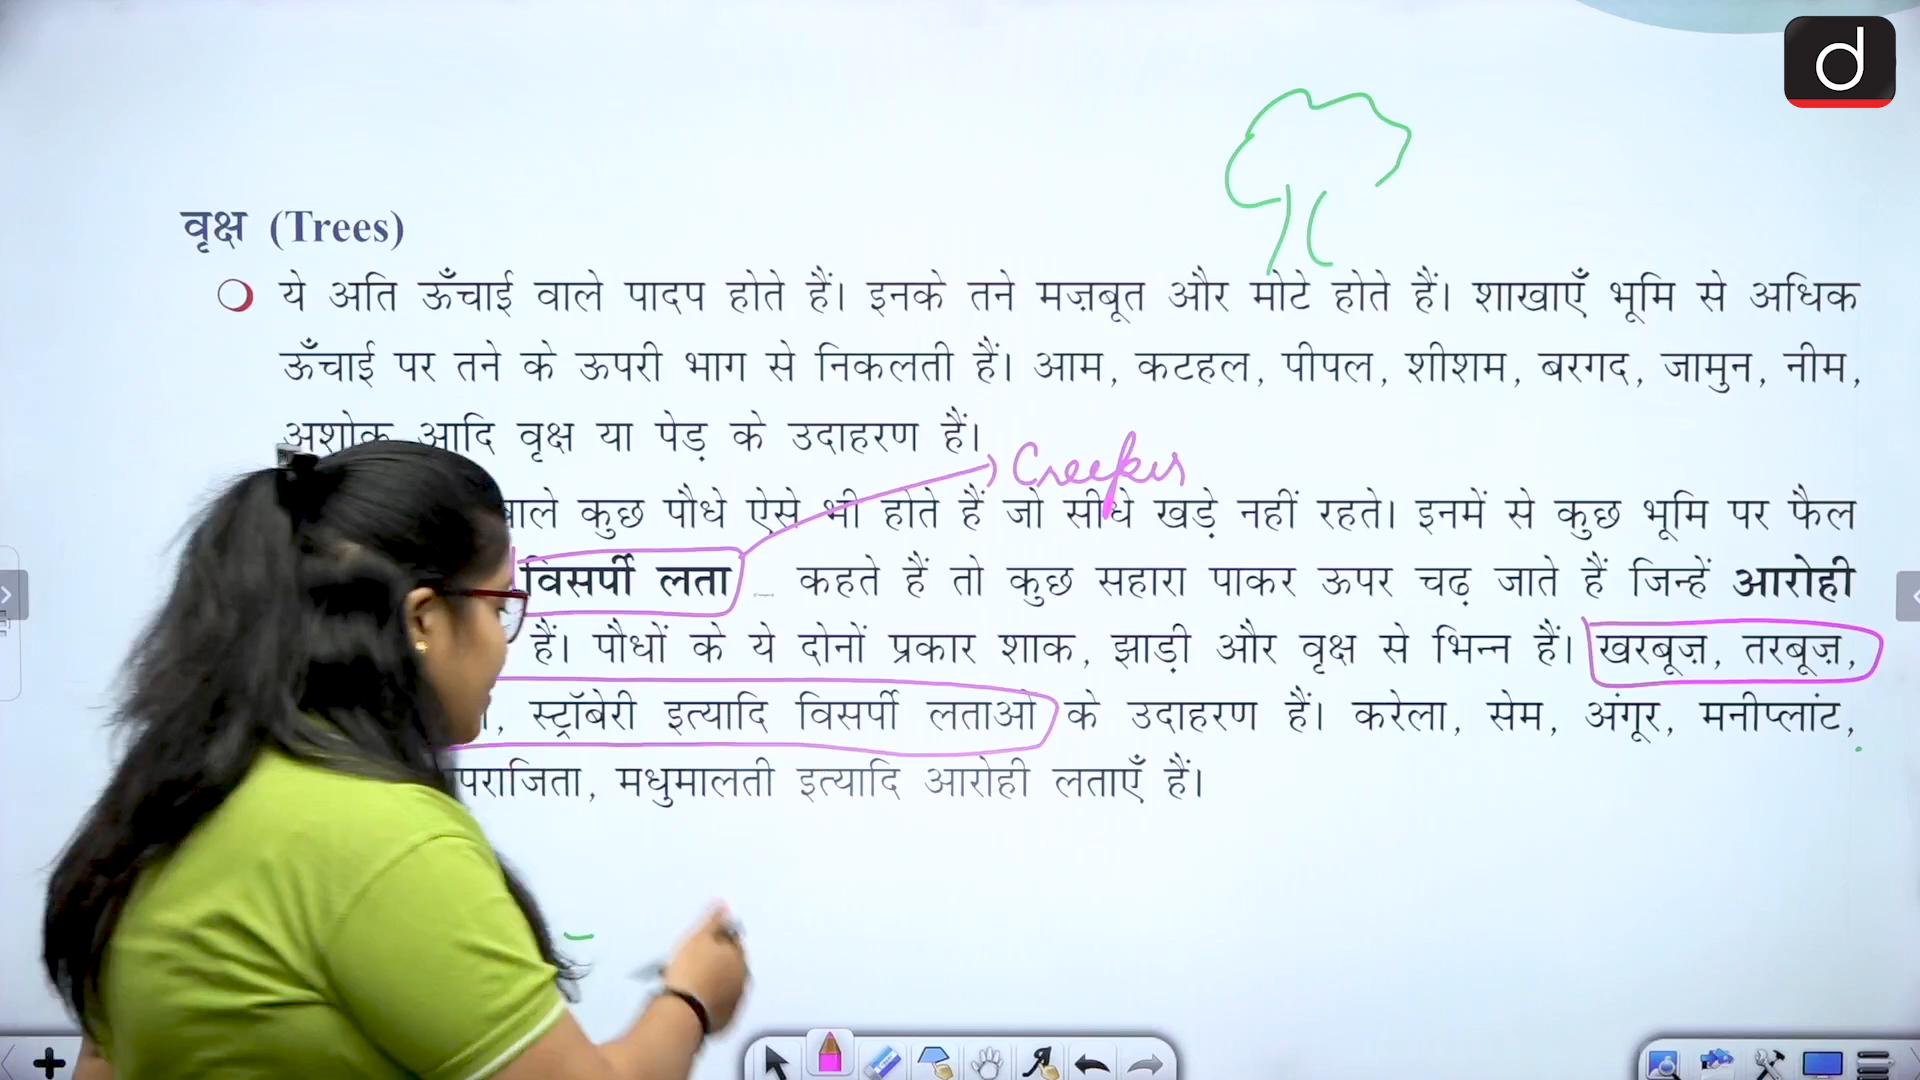 d
वृक्ष (Trees)
ये अति ऊँचाई वाले पादप होते हैं। इनके तने मज़बूत और मोटे होते हैं। शाखाएँ भूमि से अधिक
ऊँचाई पर तने के ऊपरी भाग से निकलती हैं। आम, कटहल, पीपल, शीशम, बरगद, जामुन, नीम,
अशोक आदि वृक्ष या पेड़ के उदाहरण हैं।
Creepers
वाले कुछ पौधे ऐसे भी होते हैं जो सीधे खड़े नहीं रहते। इनमें से कुछ भूमि पर फैल
विसर्पी लता कहते हैं तो कुछ सहारा पाकर ऊपर चढ़ जाते हैं जिन्हें आरोही
हैं। पौधों के ये दोनों प्रकार शाक, झाड़ी और वृक्ष से भिन्न हैं। खरबूज़, तरबूज़,
स्ट्रॉबेरी इत्यादि विसर्पी लताओं के उदाहरण हैं। करेला, सेम, अंगूर, मनीप्लांट,
पराजिता, मधुमालती इत्यादि आरोही लताएँ हैं।